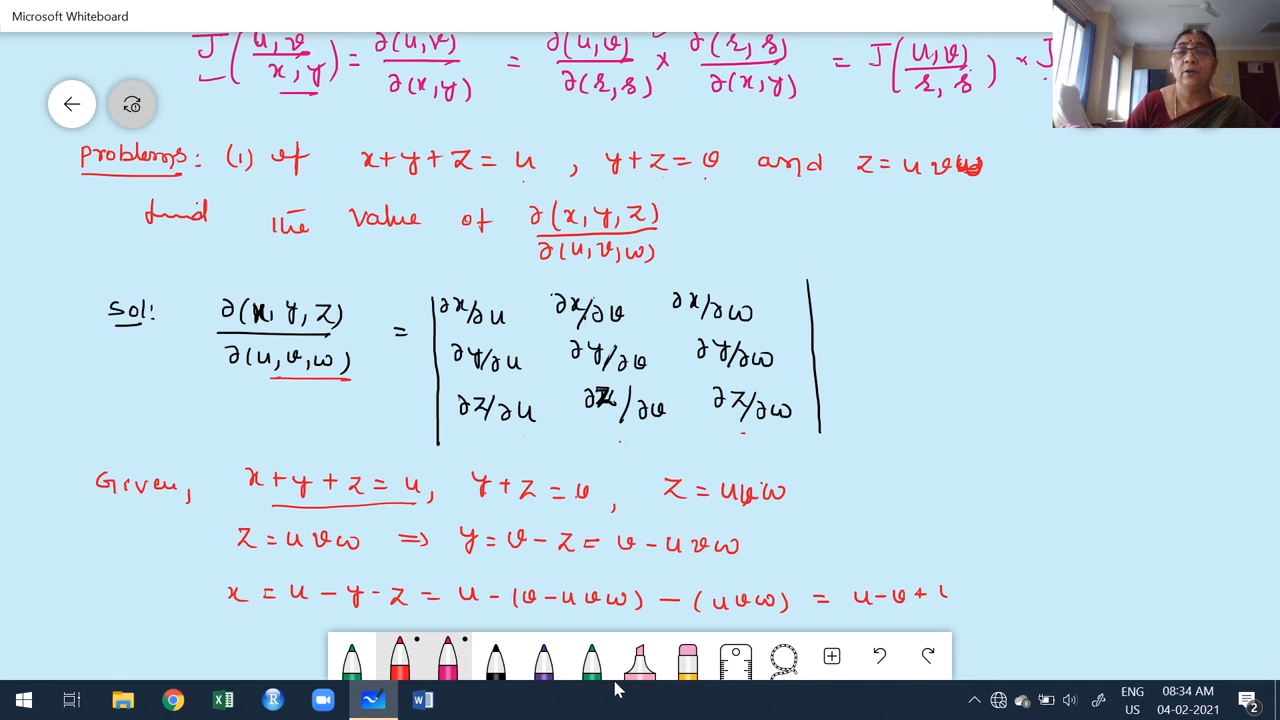 Microsoft Whiteboard
J(u,v/x,y) = ∂(u,v)/∂(x,y) = ∂(u,v)/∂(r,s) × ∂(r,s)/∂(x,y) = J(u,v/r,s) × J
Problems: (1) If x+y+z = u , y+z = v and z = uvw
find the value of ∂(x,y,z)/∂(u,v,w)
Sol: ∂(x,y,z)/∂(u,v,w) = | ∂x/∂u ∂x/∂v ∂x/∂w
∂y/∂u ∂y/∂v ∂y/∂w
∂z/∂u ∂z/∂v ∂z/∂w |
Given, x+y+z = u, y+z = v, z = uvw
z = uvw ⇒ y = v - z = v - uvw
x = u - y - z = u - (v - uvw) - (uvw) = u - v +
ENG 08:34 AM
US 04-02-2021
2